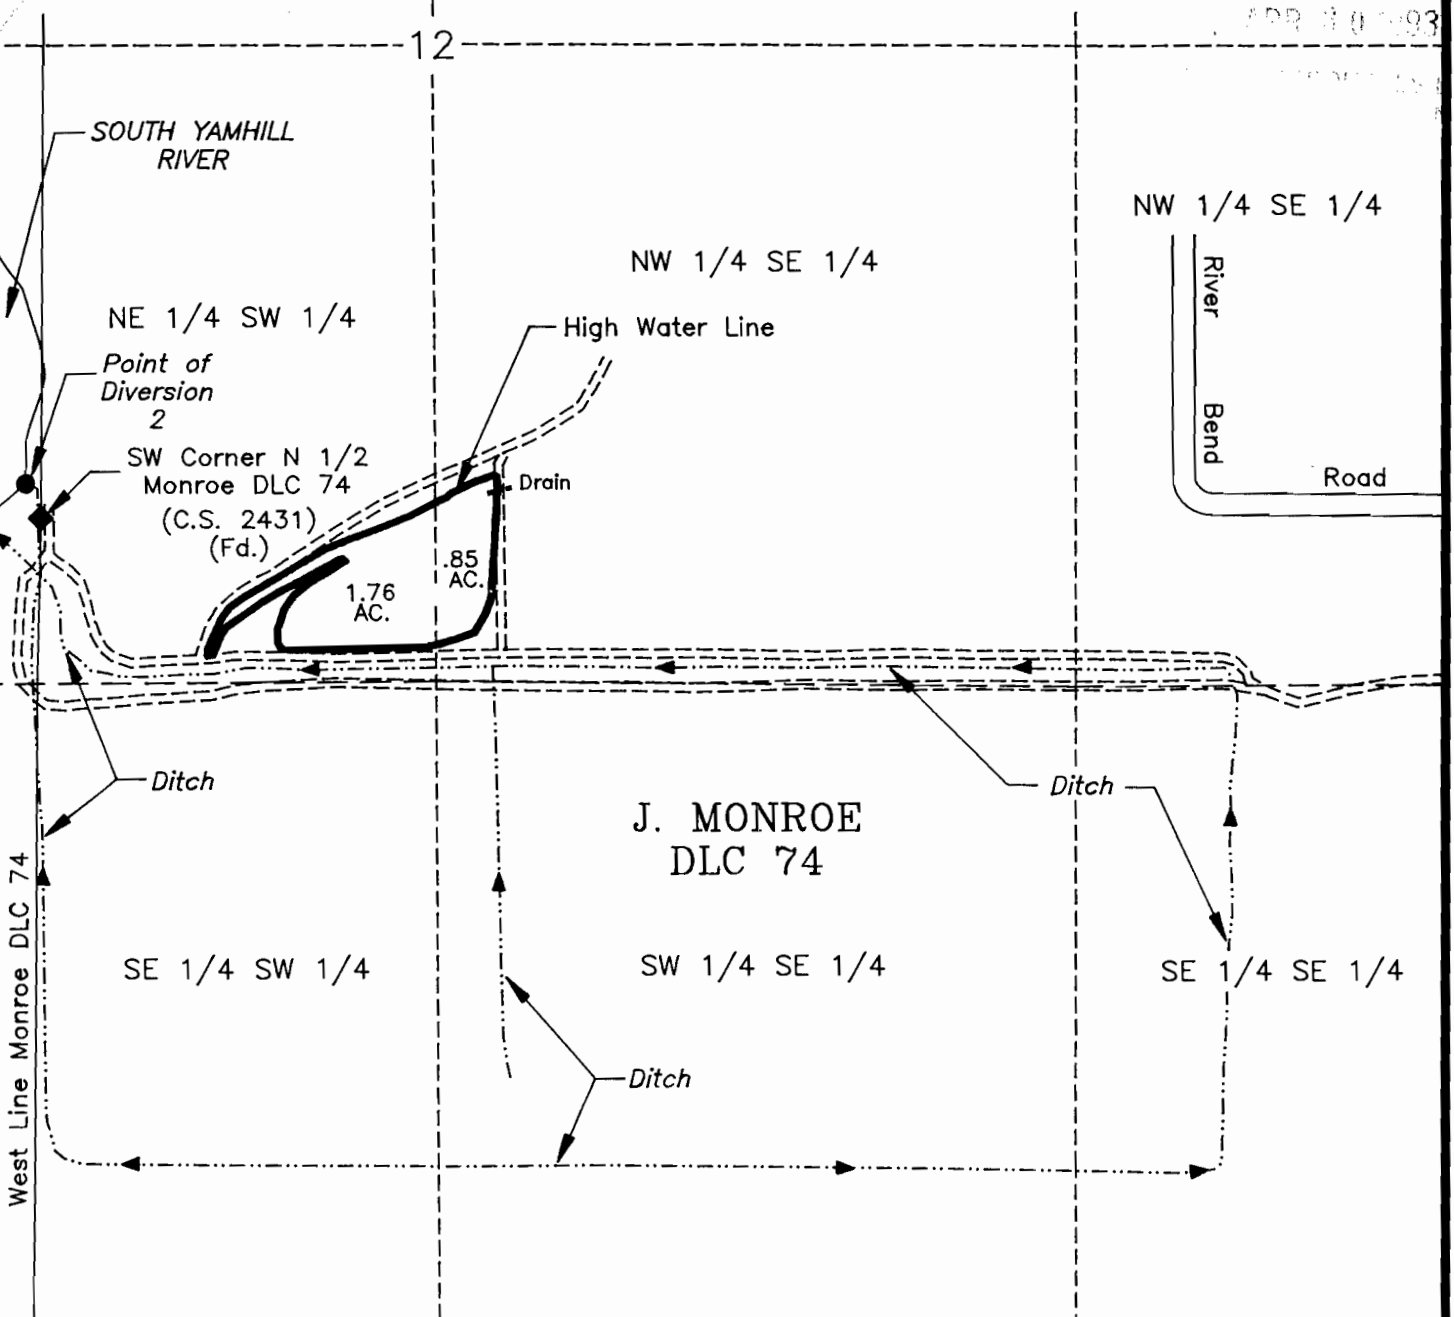 12
SOUTH YAMHILL
RIVER
NW 1/4 SE 1/4
NW 1/4 SE 1/4
River Bend Road
NE 1/4 SW 1/4
High Water Line
Point of
Diversion
2
SW Corner N 1/2
Monroe DLC 74
(C.S. 2431)
(Fd.)
Drain
.85
AC.
1.76
AC.
Ditch
Ditch
J. MONROE
DLC 74
West Line Monroe DLC 74
SE 1/4 SW 1/4
SW 1/4 SE 1/4
SE 1/4 SE 1/4
Ditch